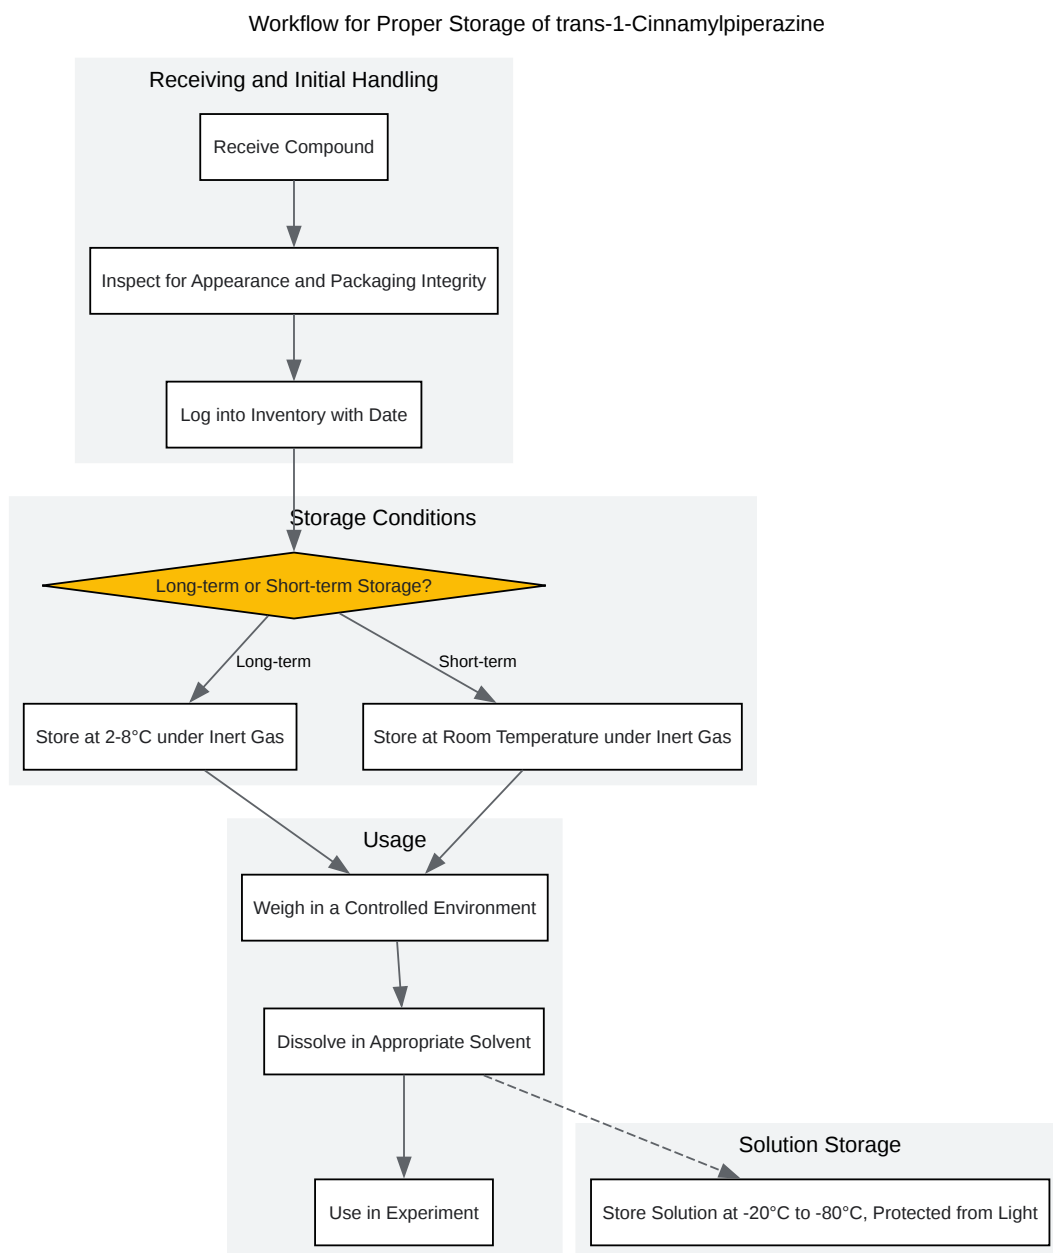 Workflow for Proper Storage of trans-1-Cinnamylpiperazine
Receiving and Initial Handling
Receive Compound
Inspect for Appearance and Packaging Integrity
Log into Inventory with Date
Storage Conditions
Long-term or Short-term Storage?
Long-term
Short-term
Store at 2-8°C under Inert Gas
Store at Room Temperature under Inert Gas
Usage
Weigh in a Controlled Environment
Dissolve in Appropriate Solvent
Solution Storage
Use in Experiment
Store Solution at -20°C to -80°C, Protected from Light